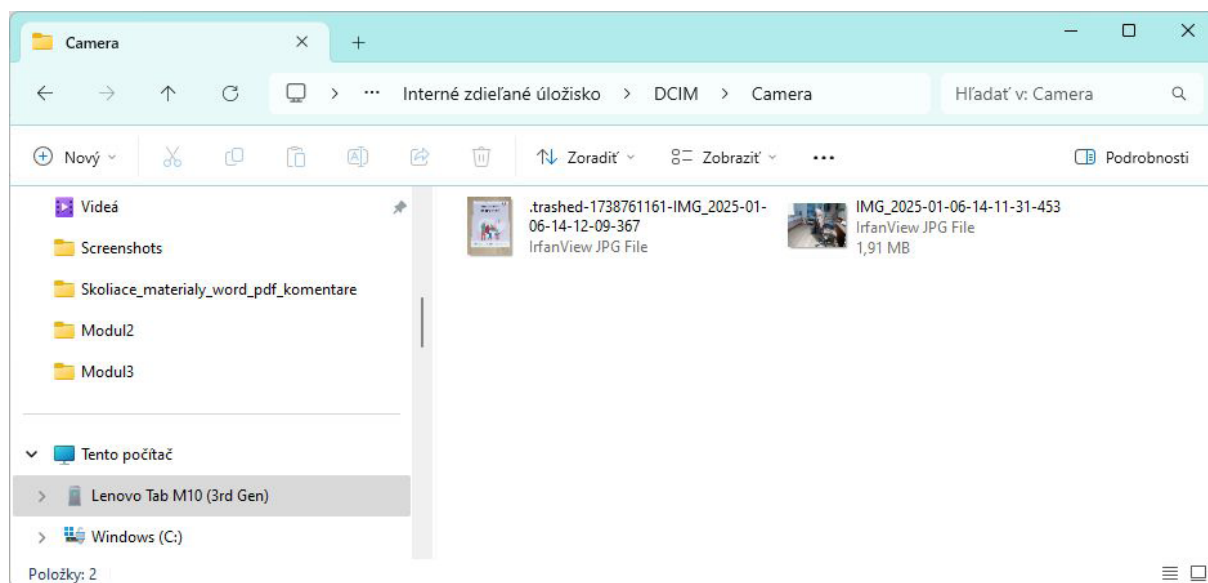 Camera
Interné zdieľané úložisko > DCIM > Camera
Hľadať v: Camera
Nový
Zoradiť
Zobraziť
Podrobnosti
Videá
Screenshots
Skoliace_materialy_word_pdf_komentare
Modul2
Modul3
Tento počítač
Lenovo Tab M10 (3rd Gen)
Windows (C:)
.trashed-1738761161-IMG_2025-01-
06-14-12-09-367
IrfanView JPG File
IMG_2025-01-06-14-11-31-453
IrfanView JPG File
1,91 MB
Položky: 2